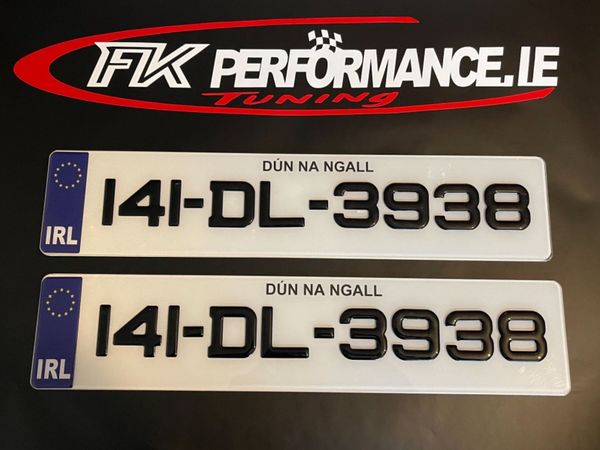 FK PERFORMANCE.IE
TUNING
DÚN NA NGALL
141-DL-3938
IRL
DÚN NA NGALL
141-DL-3938
IRL